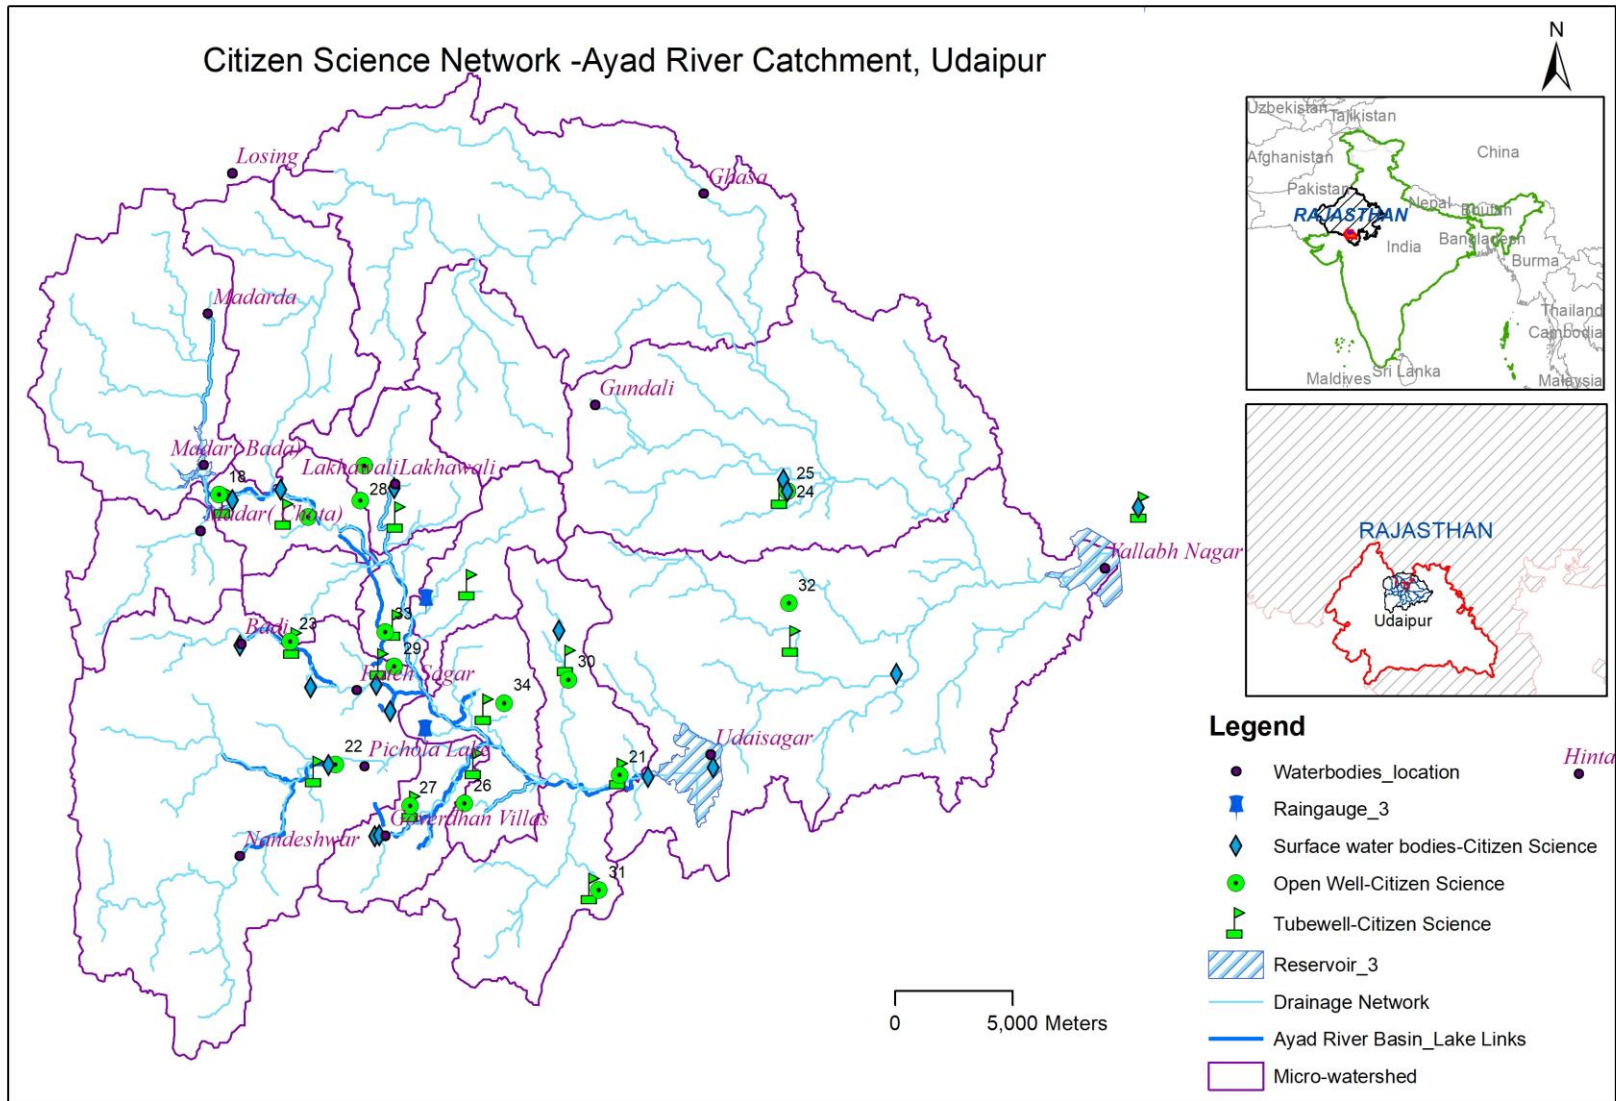 Citizen Science Network -Ayad River Catchment, Udaipur
N
Uzbekistan
Tajikistan
Afghanistan
China
Pakistan
Nepal
Bhutan
RAJASTHAN
India
Bangladesh
Burma
Thailand
Cambodia
Maldives
Sri Lanka
Malaysia
Losing
Ghasa
Madarda
Gundali
Madar( Bada)
Lakhawali
Lakhawali
18
28
25
24
Madar( Chota)
Vallabh Nagar
32
33
23
Badi
29
30
Fateh Sagar
34
Udaisagar
22
Pichola Lake
21
27
26
Goverdhan Villas
Nandeshwar
31
RAJASTHAN
Udaipur
0
5,000 Meters
Legend
Hinta
Waterbodies_location
Raingauge_3
Surface water bodies-Citizen Science
Open Well-Citizen Science
Tubewell-Citizen Science
Reservoir_3
Drainage Network
Ayad River Basin_Lake Links
Micro-watershed